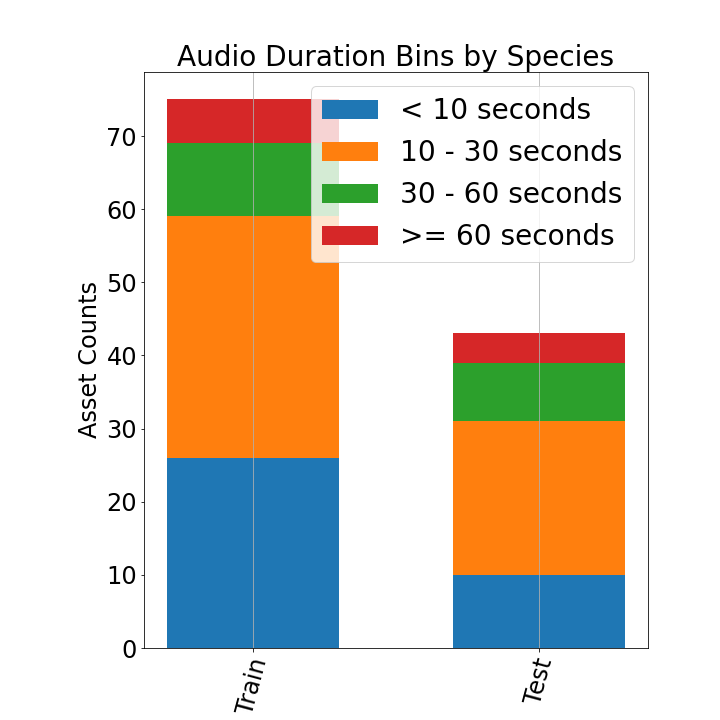 Audio Duration Bins by Species
< 10 seconds
10 - 30 seconds
30 - 60 seconds
>= 60 seconds
Asset Counts
70
60
50
40
30
20
10
0
Train
Test